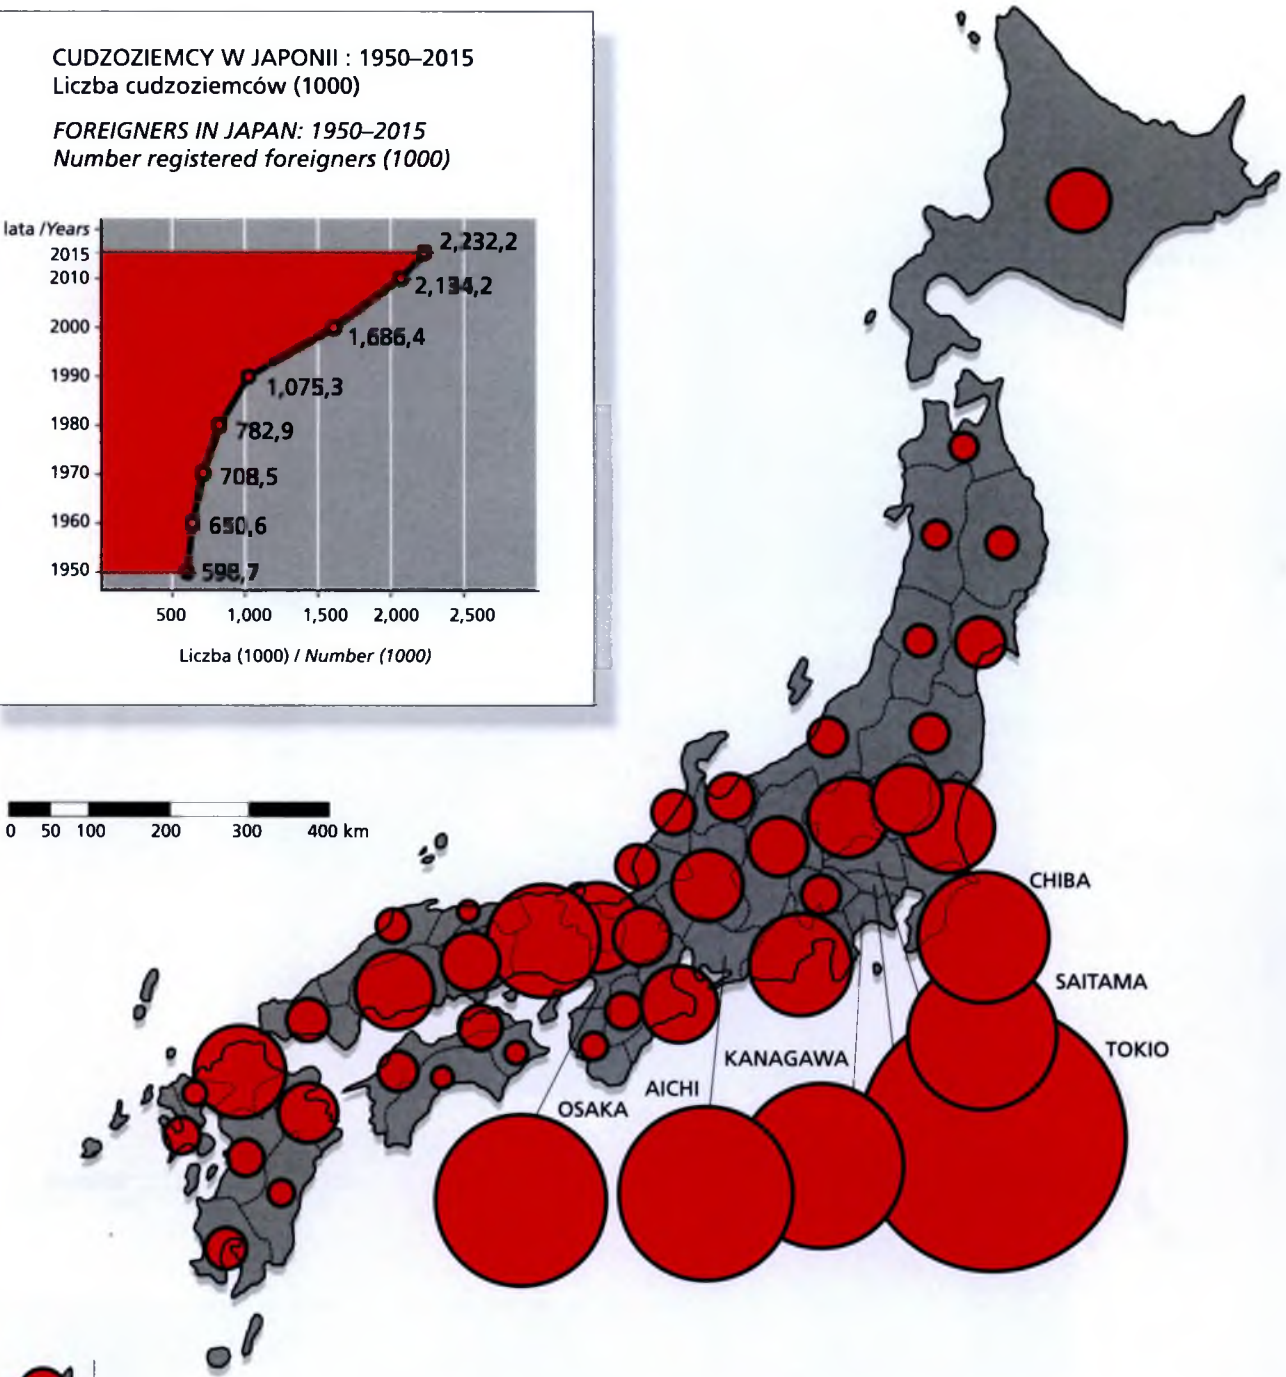 CUDZOZIEMCY W JAPONII : 1950–2015
Liczba cudzoziemców (1000)
FOREIGNERS IN JAPAN: 1950–2015
Number registered foreigners (1000)
lata /Years
2015
2010
2000
1990
1980
1970
1960
1950
2,232,2
2,134,2
1,686,4
1,075,3
782,9
708,5
650,6
598,7
500 1,000 1,500 2,000 2,500
Liczba (1000) / Number (1000)
0 50 100 200 300 400 km
CHIBA
SAITAMA
TOKIO
KANAGAWA
AICHI
OSAKA